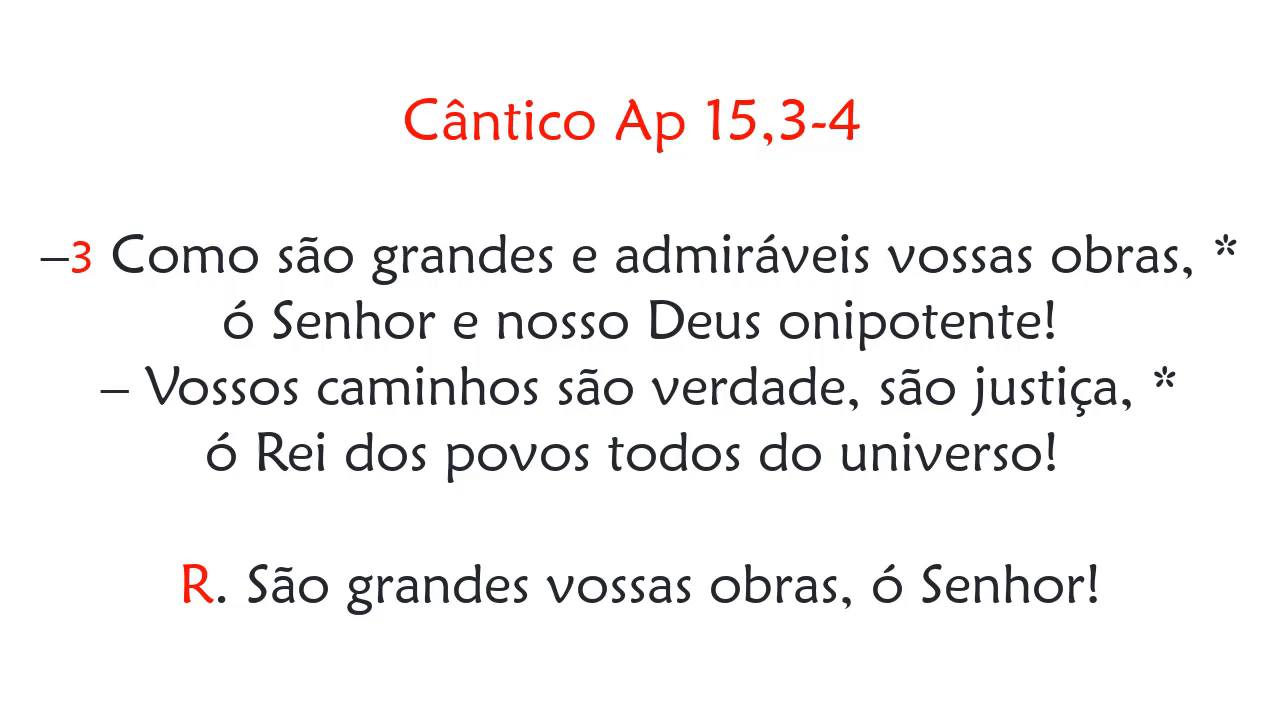 Cântico Ap 15,3-4
–3 Como são grandes e admiráveis vossas obras, *
ó Senhor e nosso Deus onipotente!
– Vossos caminhos são verdade, são justiça, *
ó Rei dos povos todos do universo!
R. São grandes vossas obras, ó Senhor!